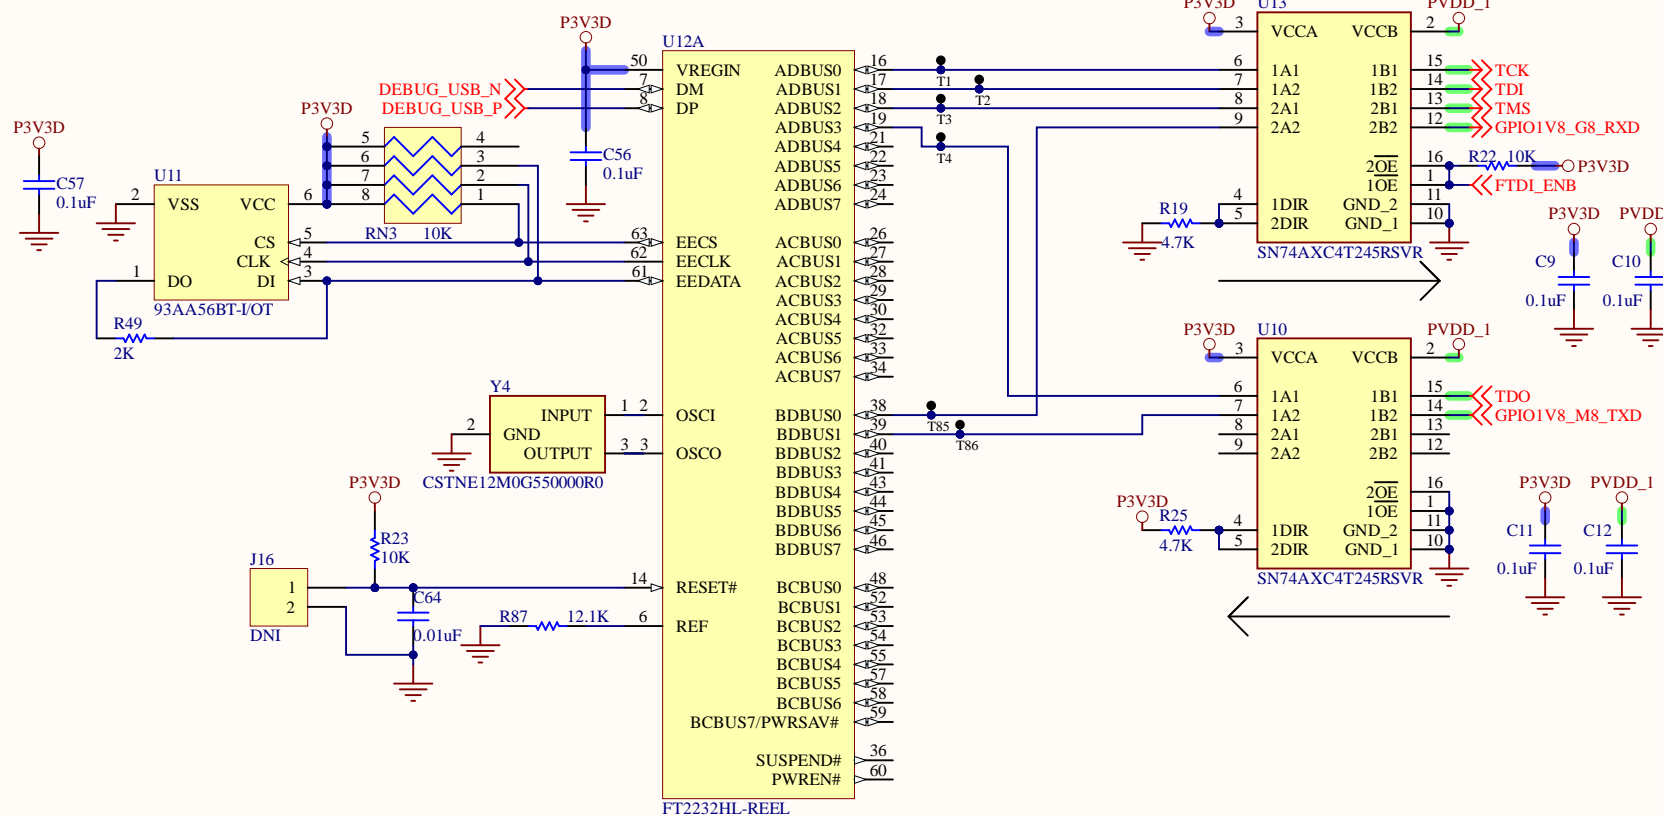 P3V3D
C57
0.1uF
U11
2
VSS
VCC
6
CS
5
CLK
4
1
DO
DI
3
93AA56BT-I/OT
R49
2K
P3V3D
5
4
6
3
7
2
8
1
RN3
10K
DEBUG_USB_N
DEBUG_USB_P
P3V3D
C56
0.1uF
Y4
INPUT
1
2
GND
2
OUTPUT
3
3
CSTNE12M0G550000R0
P3V3D
R23
10K
J16
1
2
DNI
C64
0.01uF
R87
12.1K
U12A
50
VREGIN
7
DM
8
DP
63
EECS
62
EECLK
61
EEDATA
OSCI
OSCO
14
RESET#
6
REF
ADBUS0
16
ADBUS1
17
ADBUS2
18
ADBUS3
19
ADBUS4
21
ADBUS5
22
ADBUS6
23
ADBUS7
24
ACBUS0
26
ACBUS1
27
ACBUS2
28
ACBUS3
29
ACBUS4
30
ACBUS5
32
ACBUS6
33
ACBUS7
34
BDBUS0
38
BDBUS1
39
BDBUS2
40
BDBUS3
41
BDBUS4
43
BDBUS5
44
BDBUS6
45
BDBUS7
46
BCBUS0
48
BCBUS1
52
BCBUS2
53
BCBUS3
54
BCBUS4
55
BCBUS5
57
BCBUS6
58
BCBUS7/PWRSAV#
59
SUSPEND#
36
PWREN#
60
FT2232HL-REEL
T1
T2
T3
T4
T85
T86
P3V3D
U13
PVDD_1
3
VCCA
VCCB
2
6
1A1
1B1
15
TCK
7
1A2
1B2
14
TDI
8
2A1
2B1
13
TMS
9
2A2
2B2
12
GPIO1V8_G8_RXD
2OE
16
R22
10K
P3V3D
1OE
1
FTDI_ENB
4
1DIR
GND_2
11
5
2DIR
GND_1
10
R19
4.7K
SN74AXC4T245RSVR
P3V3D
C9
0.1uF
PVDD
C10
0.1uF
P3V3D
U10
PVDD_1
3
VCCA
VCCB
2
6
1A1
1B1
15
TDO
7
1A2
1B2
14
GPIO1V8_M8_TXD
8
2A1
2B1
13
9
2A2
2B2
12
2OE
16
1OE
1
4
1DIR
GND_2
11
5
2DIR
GND_1
10
P3V3D
R25
4.7K
SN74AXC4T245RSVR
P3V3D
C11
0.1uF
PVDD_1
C12
0.1uF